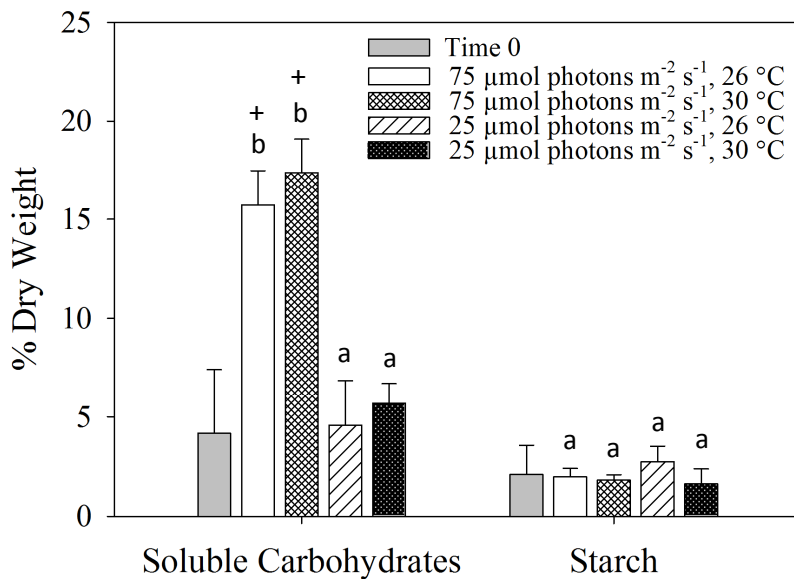 25
20
15
10
5
0
% Dry Weight
Time 0
75 µmol photons m⁻² s⁻¹, 26 °C
75 µmol photons m⁻² s⁻¹, 30 °C
25 µmol photons m⁻² s⁻¹, 26 °C
25 µmol photons m⁻² s⁻¹, 30 °C
+ +
b b
a a
a a a a
Soluble Carbohydrates Starch